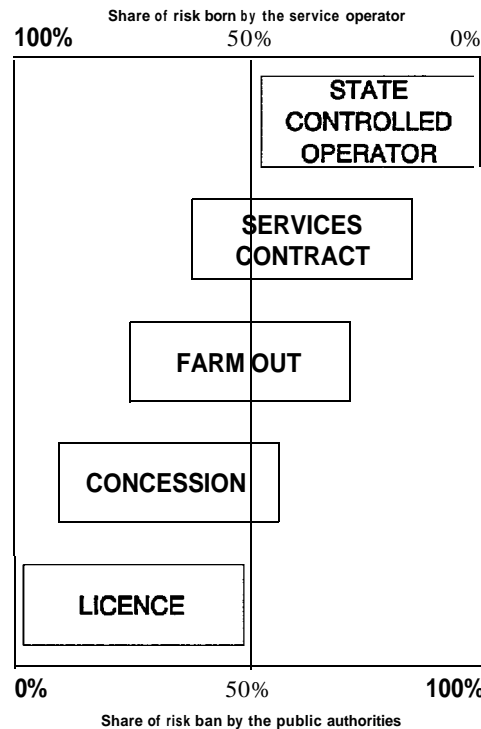 Share of risk born by the service operator
100% 50% 0%
STATE
CONTROLLED
OPERATOR
SERVICES
CONTRACT
FARM OUT
CONCESSION
LICENCE
0% 50% 100%
Share of risk ban by the public authorities